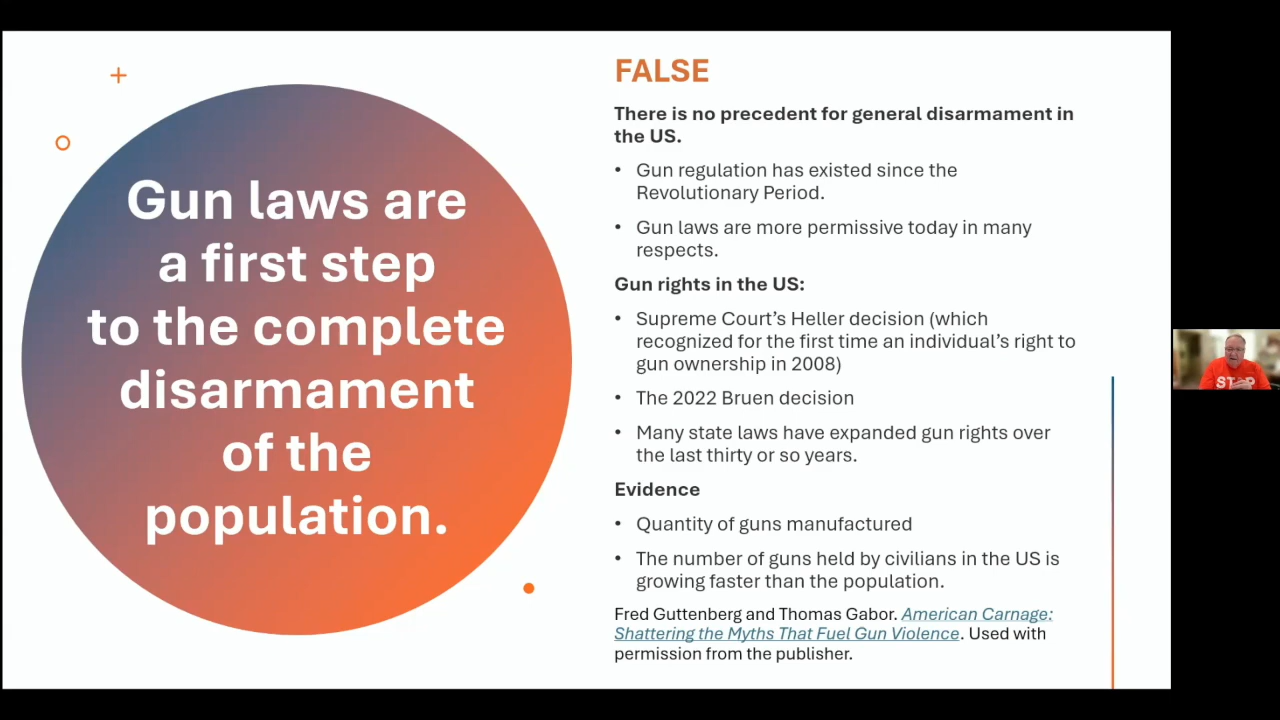 Gun laws are
a first step
to the complete
disarmament
of the
population.
FALSE
There is no precedent for general disarmament in
the US.
• Gun regulation has existed since the
Revolutionary Period.
• Gun laws are more permissive today in many
respects.
Gun rights in the US:
• Supreme Court’s Heller decision (which
recognized for the first time an individual’s right to
gun ownership in 2008)
• The 2022 Bruen decision
• Many state laws have expanded gun rights over
the last thirty or so years.
Evidence
• Quantity of guns manufactured
• The number of guns held by civilians in the US is
growing faster than the population.
Fred Guttenberg and Thomas Gabor. American Carnage:
Shattering the Myths That Fuel Gun Violence. Used with
permission from the publisher.